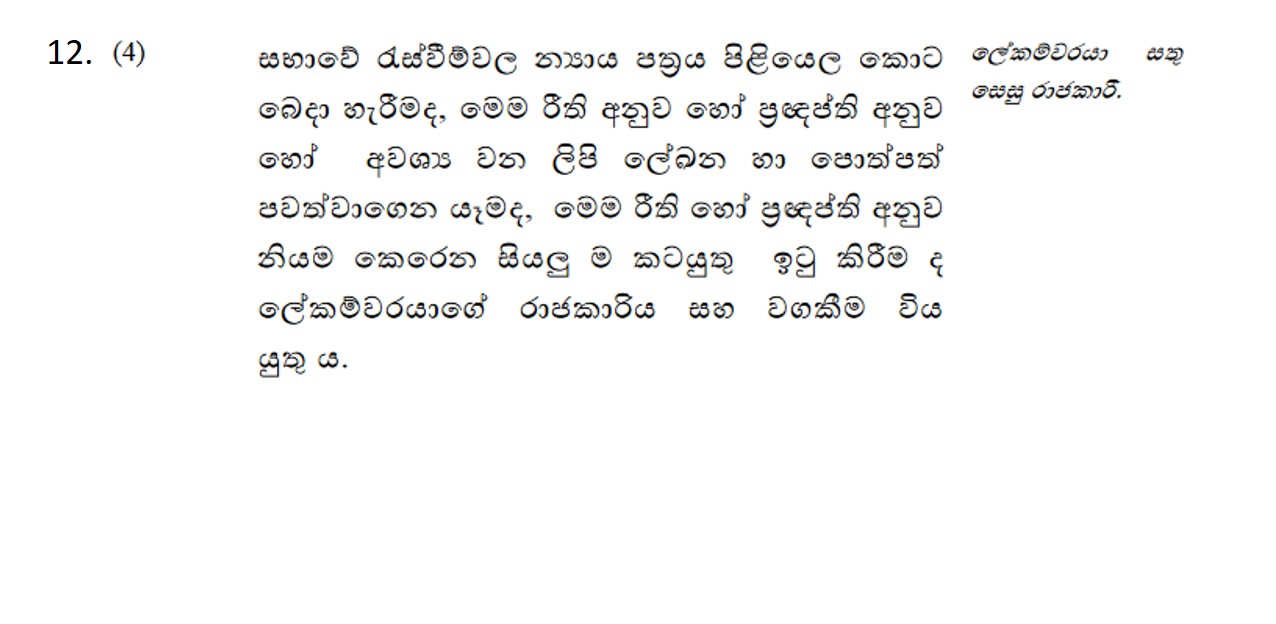 12. (4) සභාවේ රැස්වීම්වල න්‍යාය පත්‍රය පිළියෙල කොට
බෙදා හැරීමද, මෙම රීති අනුව හෝ ප්‍රඥප්ති අනුව
හෝ අවශ්‍ය වන ලිපි ලේඛන හා පොත්පත්
පවත්වාගෙන යෑමද, මෙම රීති හෝ ප්‍රඥප්ති අනුව
නියම කෙරෙන සියලු ම කටයුතු ඉටු කිරීම ද
ලේකම්වරයාගේ රාජකාරිය සහ වගකීම විය
යුතු ය.
ලේකම්වරයා සතු
සෙසු රාජකාරී.